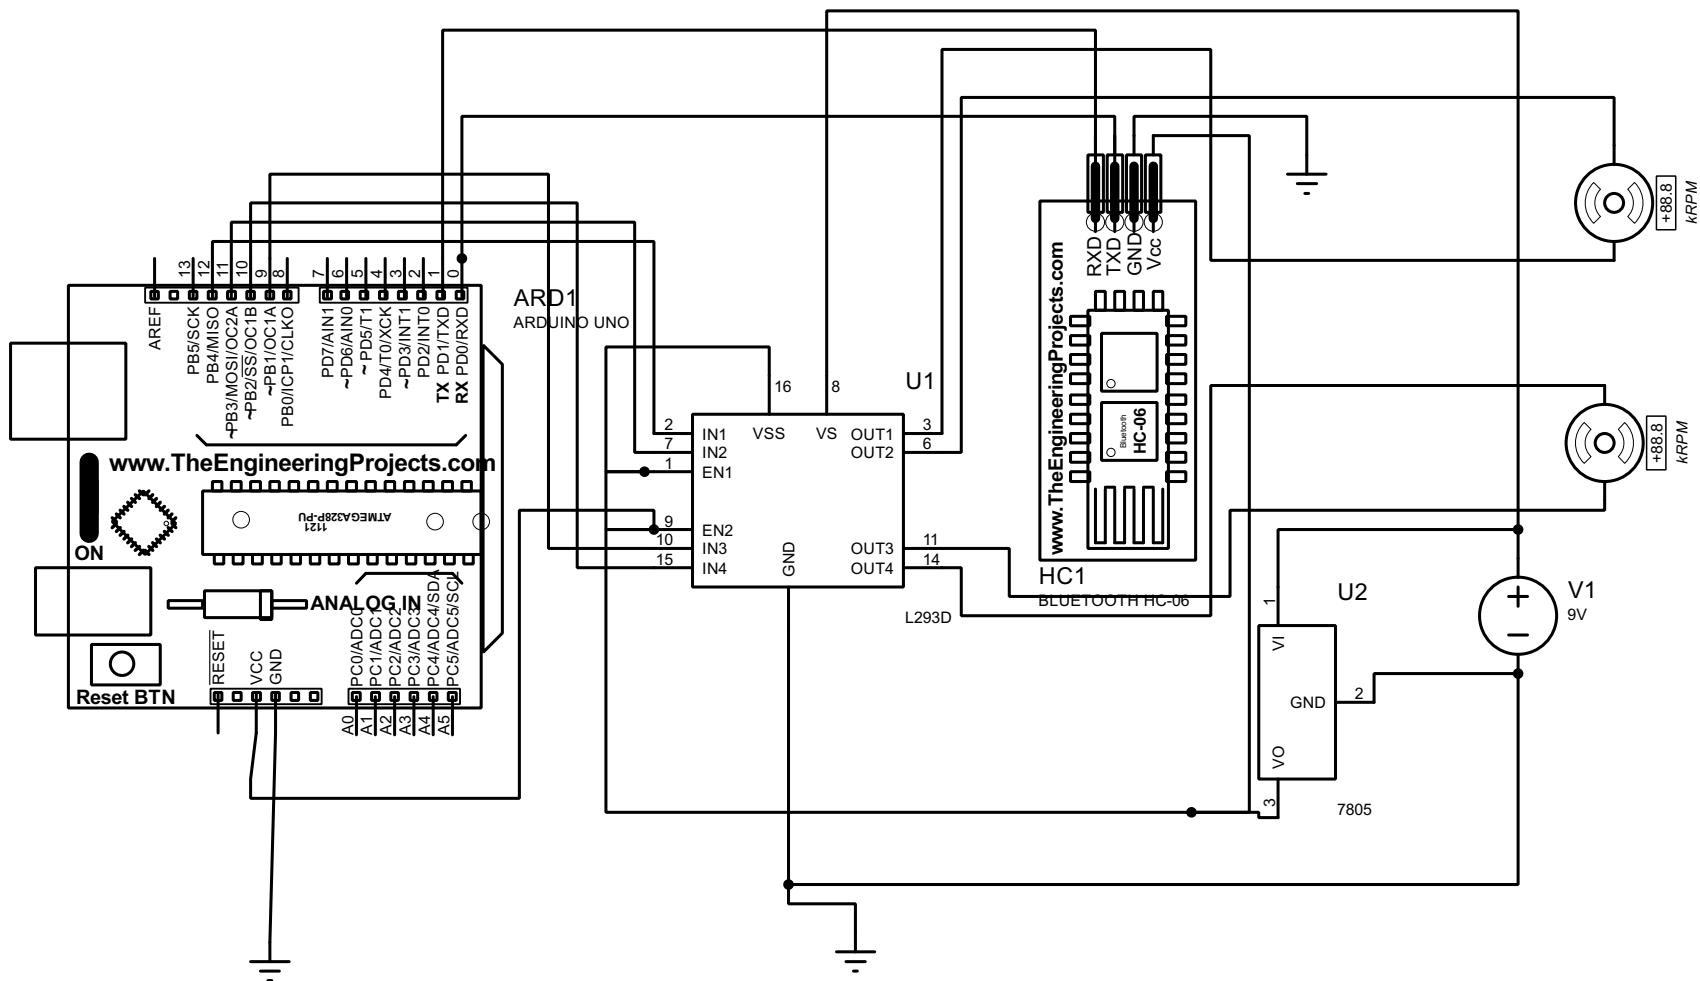 ARD1
ARDUINO UNO
AREF
13
12
11
10
9
8
7
6
5
4
3
2
1
0
PB5/SCK
PB4/MISO
~PB3/MOSI/OC2A
~PB2/SS/OC1B
~PB1/OC1A
PB0/ICP1/CLKO
PD7/AIN1
~PD6/AIN0
~PD5/T1
PD4/T0/XCK
~PD3/INT1
PD2/INT0
TX PD1/TXD
RX PD0/RXD
www.TheEngineeringProjects.com
1121
ATMEGA328P-PU
ON
ANALOG IN
Reset BTN
RESET
VCC
GND
PC0/ADC0
PC1/ADC1
PC2/ADC2
PC3/ADC3
PC4/ADC4/SDA
PC5/ADC5/SCL
A0
A1
A2
A3
A4
A5
U1
16
8
VSS
VS
2
IN1
7
IN2
1
EN1
9
EN2
10
IN3
15
IN4
GND
OUT1
3
OUT2
6
OUT3
11
OUT4
14
L293D
RXD
TXD
GND
Vcc
www.TheEngineeringProjects.com
Bluetooth
HC-06
HC1
BLUETOOTH HC-06
+88.8
kRPM
+88.8
kRPM
U2
1
VI
GND
2
VO
3
7805
V1
9V